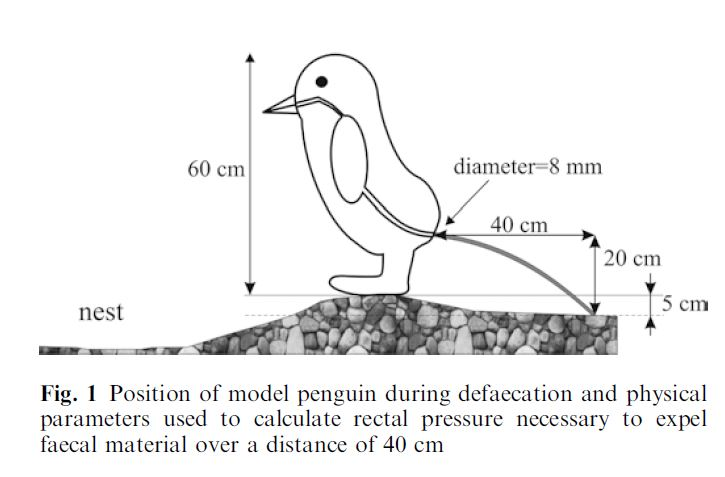 60 cm
diameter=8 mm
40 cm
20 cm
5 cm
nest
Fig. 1 Position of model penguin during defaecation and physical
parameters used to calculate rectal pressure necessary to expel
faecal material over a distance of 40 cm